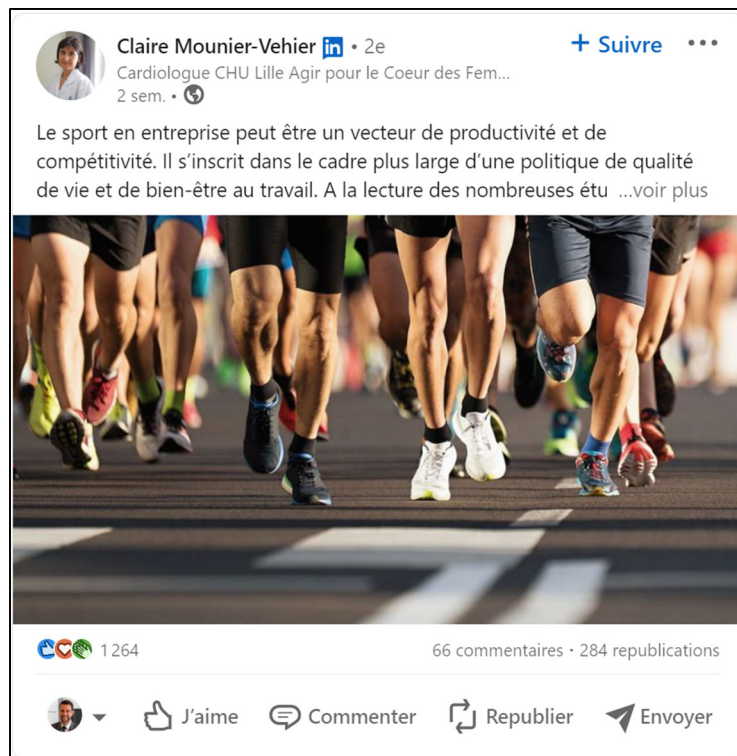 Claire Mounier-Vehier in • 2e
+ Suivre
Cardiologue CHU Lille Agir pour le Coeur des Fem...
2 sem. •
Le sport en entreprise peut être un vecteur de productivité et de
compétitivité. Il s’inscrit dans le cadre plus large d’une politique de qualité
de vie et de bien-être au travail. A la lecture des nombreuses étu ...voir plus
1 264
66 commentaires • 284 republications
J’aime
Commenter
Republier
Envoyer